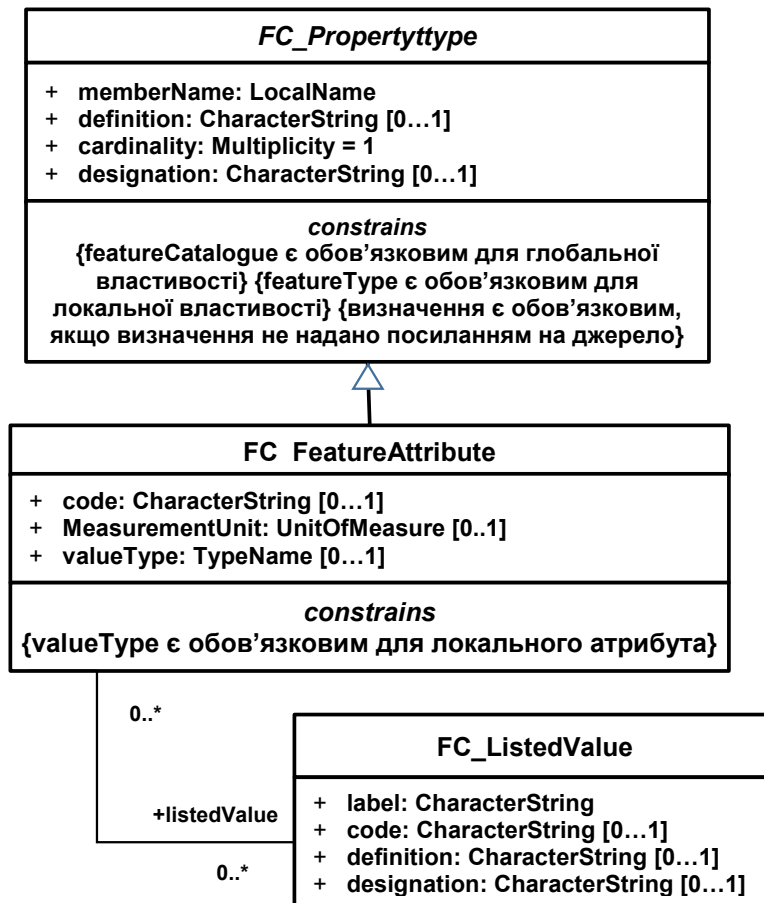 FC_Propertyttype
+ memberName: LocalName
+ definition: CharacterString [0…1]
+ cardinality: Multiplicity = 1
+ designation: CharacterString [0…1]
constrains
{featureCatalogue є обов’язковим для глобальної
властивості} {featureType є обов’язковим для
локальної властивості} {визначення є обов’язковим,
якщо визначення не надано посиланням на джерело}
FC_FeatureAttribute
+ code: CharacterString [0…1]
+ MeasurementUnit: UnitOfMeasure [0..1]
+ valueType: TypeName [0…1]
constrains
{valueType є обов’язковим для локального атрибута}
0..*
+listedValue
0..*
FC_ListedValue
+ label: CharacterString
+ code: CharacterString [0…1]
+ definition: CharacterString [0…1]
+ designation: CharacterString [0…1]